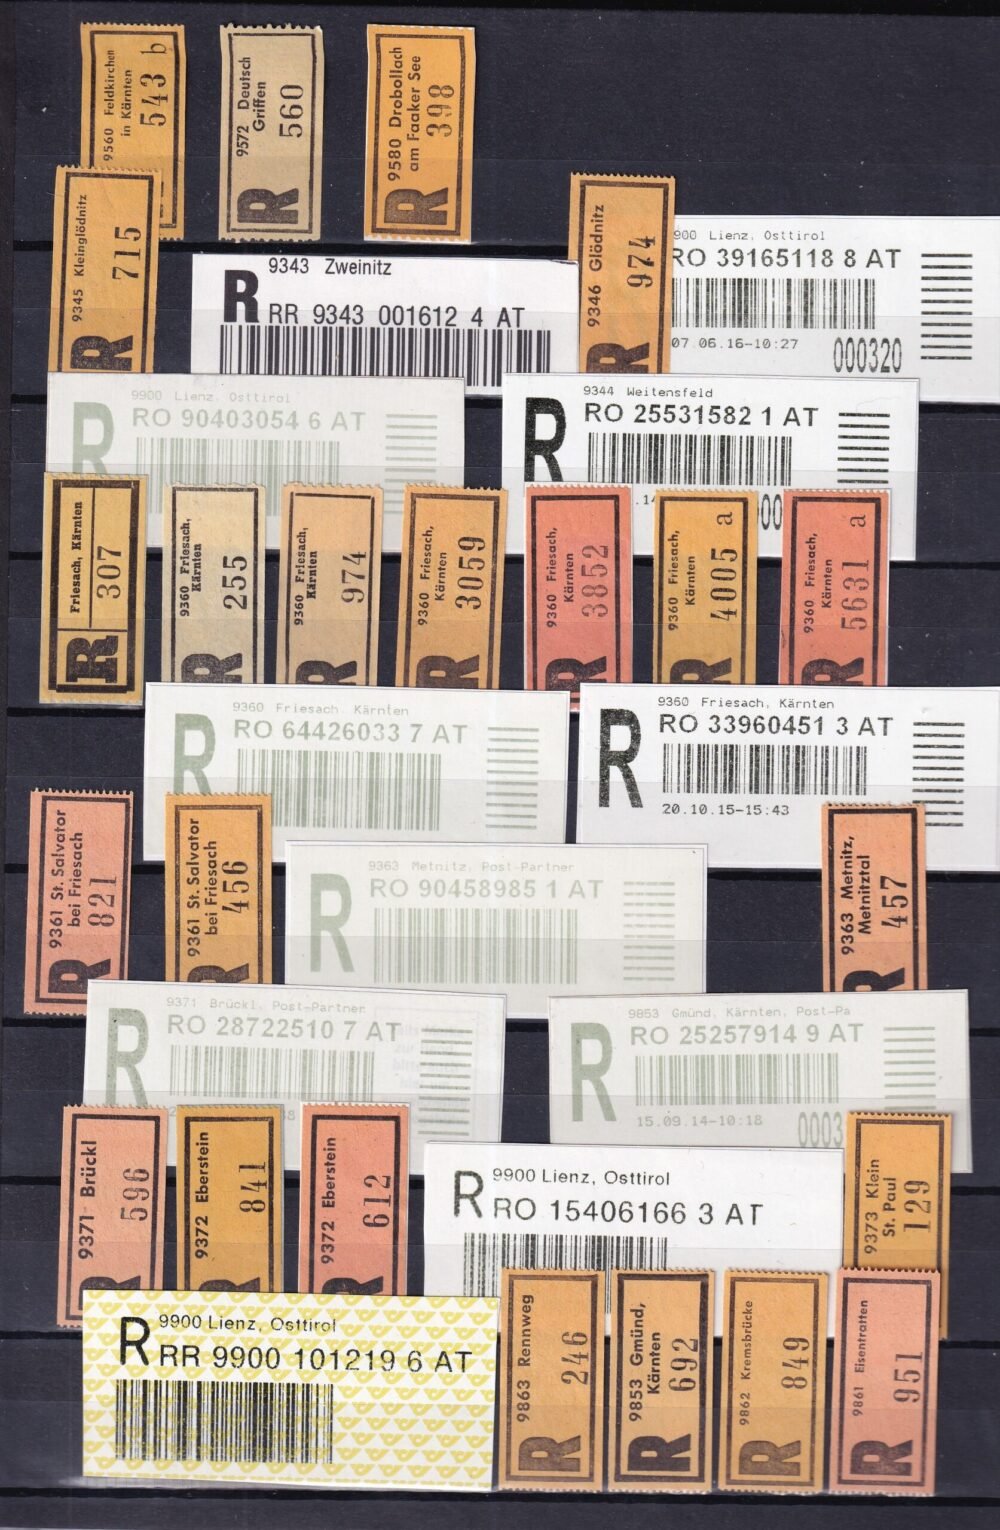 9560 Feldkirchen
in Kärnten
543 b
R
9572 Deutsch
Griffen
560
R
9580 Drobollach
am Faaker See
398
R
9345 Kleinglödnitz
715
R
9343 Zweinitz
R
RR 9343 001612 4 AT
9346 Glödnitz
974
R
900 Lienz, Osttirol
RO 39165118 8 AT
07.06.16-10:27
000320
9900 Lienz, Osttirol
R
RO 90403054 6 AT
9344 Weitensfeld
R
RO 25531582 1 AT
Friesach, Kärnten
307
R
9360 Friesach,
Kärnten
255
R
9360 Friesach,
Kärnten
974
R
9360 Friesach,
Kärnten
3059
R
9360 Friesach,
Kärnten
3852
R
9360 Friesach,
Kärnten
4005 a
R
9360 Friesach,
Kärnten
5631 a
R
9360 Friesach, Kärnten
R
RO 64426033 7 AT
9360 Friesach, Kärnten
R
RO 33960451 3 AT
20.10.15-15:43
9361 St. Salvator
bei Friesach
821
R
9361 St. Salvator
bei Friesach
456
R
9363 Metnitz, Post-Partner
R
RO 90458985 1 AT
9363 Metnitz,
Metnitztal
457
R
9371 Brückl, Post-Partner
R
RO 28722510 7 AT
9853 Gmünd, Kärnten, Post-Pa
R
RO 25257914 9 AT
15.09.14-10:18
0003
9371 Brückl
596
R
9372 Eberstein
841
R
9372 Eberstein
612
R
9900 Lienz, Osttirol
R
RO 15406166 3 AT
9373 Klein
St. Paul
129
9900 Lienz, Osttirol
R
RR 9900 101219 6 AT
9863 Rennweg
246
R
9853 Gmünd,
Kärnten
692
R
9862 Kremsbrücke
849
R
9861 Eisentratten
951
R